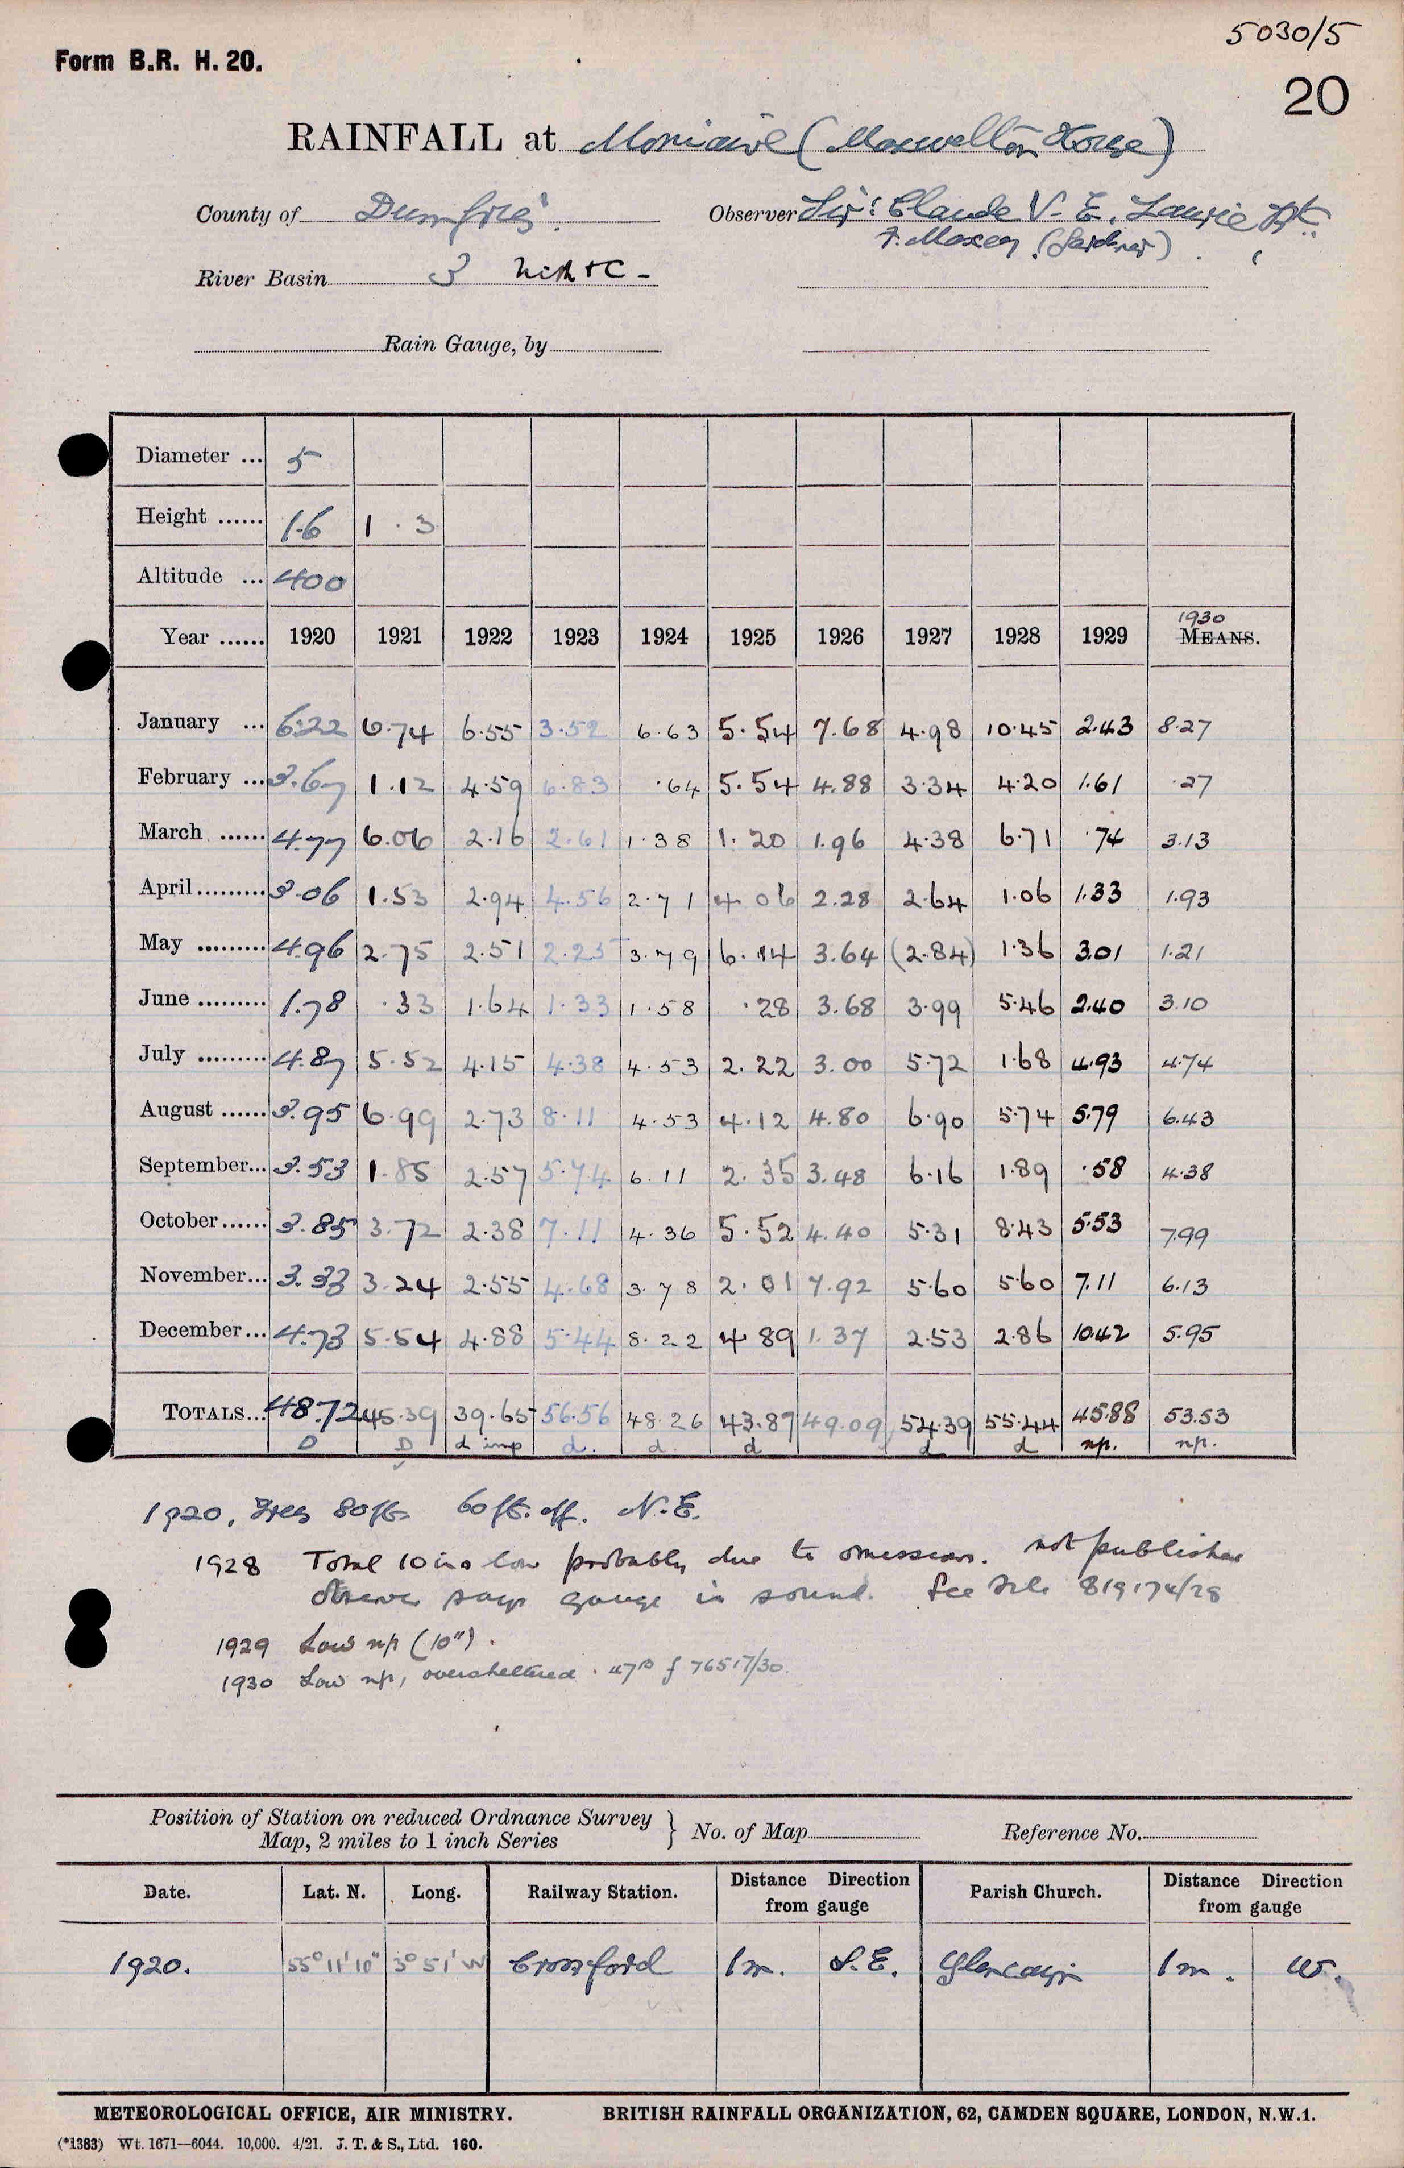 5030/5
Form B.R. H. 20.
20
RAINFALL at Moniaive (Maxwelton House)
County of Dumfries. Observer Sir: Claude V. E. Laurie Bt.
F. Moxey (Gardner)
River Basin 3 Nith + C -
Rain Gauge, by
Diameter ... 5
Height ...... 1.6 1.3
Altitude ... 400
1930
Year ...... 1920 1921 1922 1923 1924 1925 1926 1927 1928 1929 MEANS.
January ... 6.22 6.74 6.55 3.52 6.63 5.54 7.68 4.98 10.45 2.43 8.27
February ... 3.67 1.12 4.59 6.83 .64 5.54 4.88 3.34 4.20 1.61 .27
March ...... 4.77 6.06 2.16 2.61 1.38 1.20 1.96 4.38 6.71 .74 3.13
April ......... 3.06 1.53 2.94 4.56 2.71 4.06 2.28 2.64 1.06 1.33 1.93
May ......... 4.96 2.75 2.51 2.25 3.79 6.14 3.64 (2.84) 1.36 3.01 1.21
June ......... 1.78 .33 1.64 1.33 1.58 .28 3.68 3.99 5.46 2.40 3.10
July ......... 4.87 5.52 4.15 4.38 4.53 2.22 3.00 5.72 1.68 4.93 4.74
August ...... 3.95 6.99 2.73 8.11 4.53 4.12 4.80 6.90 5.74 5.79 6.43
September... 3.53 1.85 2.57 5.74 6.11 2.35 3.48 6.16 1.89 .58 4.38
October...... 3.85 3.72 2.38 7.11 4.36 5.52 4.40 5.31 8.43 5.53 7.99
November... 3.33 3.24 2.55 4.68 3.78 2.01 7.92 5.60 5.60 7.11 6.13
December... 4.73 5.54 4.88 5.44 8.22 4.89 1.37 2.53 2.86 10.42 5.95
TOTALS... 48.72 45.39 39.65 56.56 48.26 43.87 49.09 54.39 55.44 45.88 53.53
D D d imp d. d. d d d np. np.
1920, Trees 80ft. 60ft. off. N.E.
1928 Total 10 ins low probably due to omission. not published
Observer says gauge is sound. See File 819174/28
1929 Low np (10").
1930 Low np, oversheltered. f 76517/30
Position of Station on reduced Ordnance Survey
Map, 2 miles to 1 inch Series } No. of Map Reference No.
Date. Lat. N. Long. Railway Station. Distance Direction from gauge Parish Church. Distance Direction from gauge
1920. 55° 11' 10" 3° 51' W Crossford 1 m. S.E. Glencairn 1 m. W.
METEOROLOGICAL OFFICE, AIR MINISTRY. BRITISH RAINFALL ORGANIZATION, 62, CAMDEN SQUARE, LONDON, N.W.1.
(*1383) Wt. 1671—6044. 10,000. 4/21. J. T. & S., Ltd. 160.